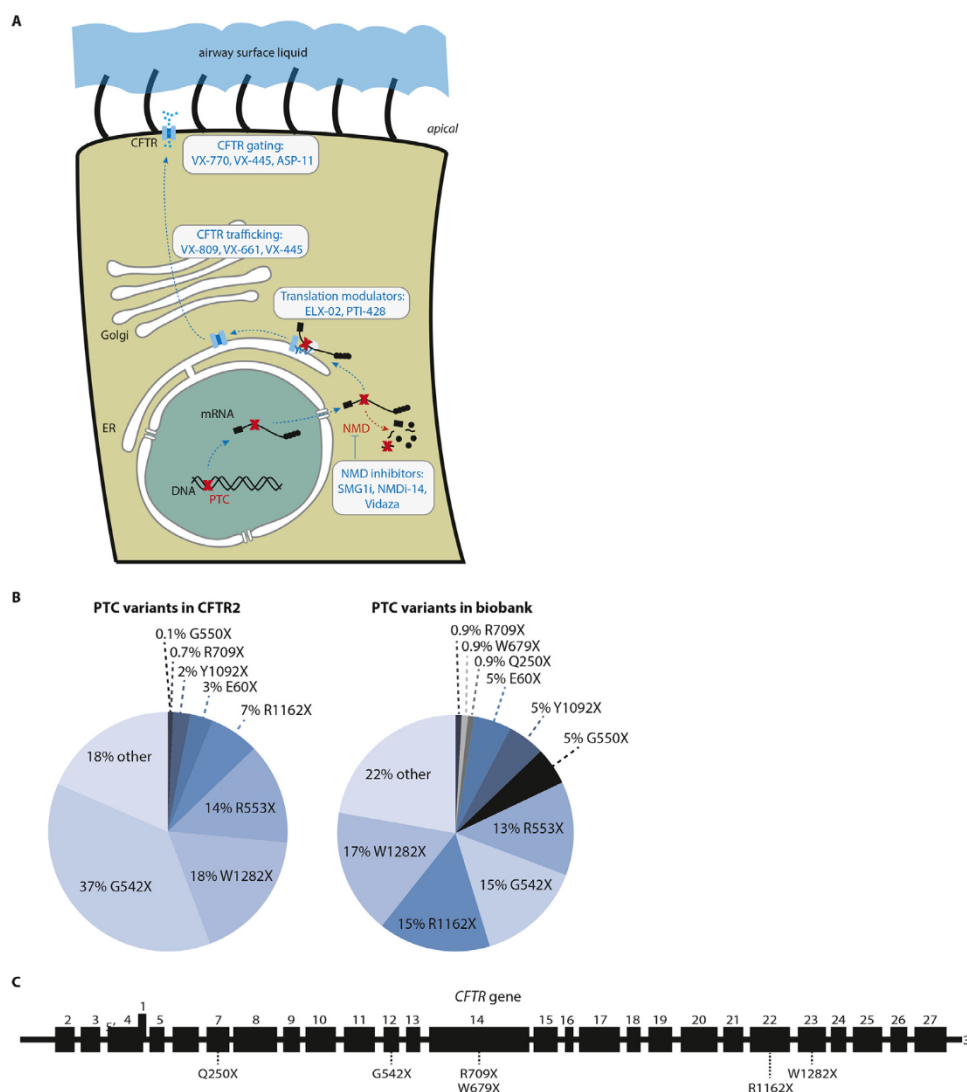 A
airway surface liquid
apical
CFTR
CFTR gating:
VX-770, VX-445, ASP-11
CFTR trafficking:
VX-809, VX-661, VX-445
Translation modulators:
ELX-02, PTI-428
Golgi
ER
mRNA
NMD
DNA
PTC
NMD inhibitors:
SMG1i, NMDi-14,
Vidaza
B
PTC variants in CFTR2
0.1% G550X
0.7% R709X
2% Y1092X
3% E60X
7% R1162X
18% other
14% R553X
37% G542X
18% W1282X
PTC variants in biobank
0.9% R709X
0.9% W679X
0.9% Q250X
5% E60X
5% Y1092X
5% G550X
22% other
13% R553X
17% W1282X
15% G542X
15% R1162X
C
CFTR gene
1
2 3 5' 4 5 7 8 9 10 11 12 13 14 15 16 17 18 19 20 21 22 23 24 25 26 27
Q250X G542X R709X W1282X
W679X R1162X